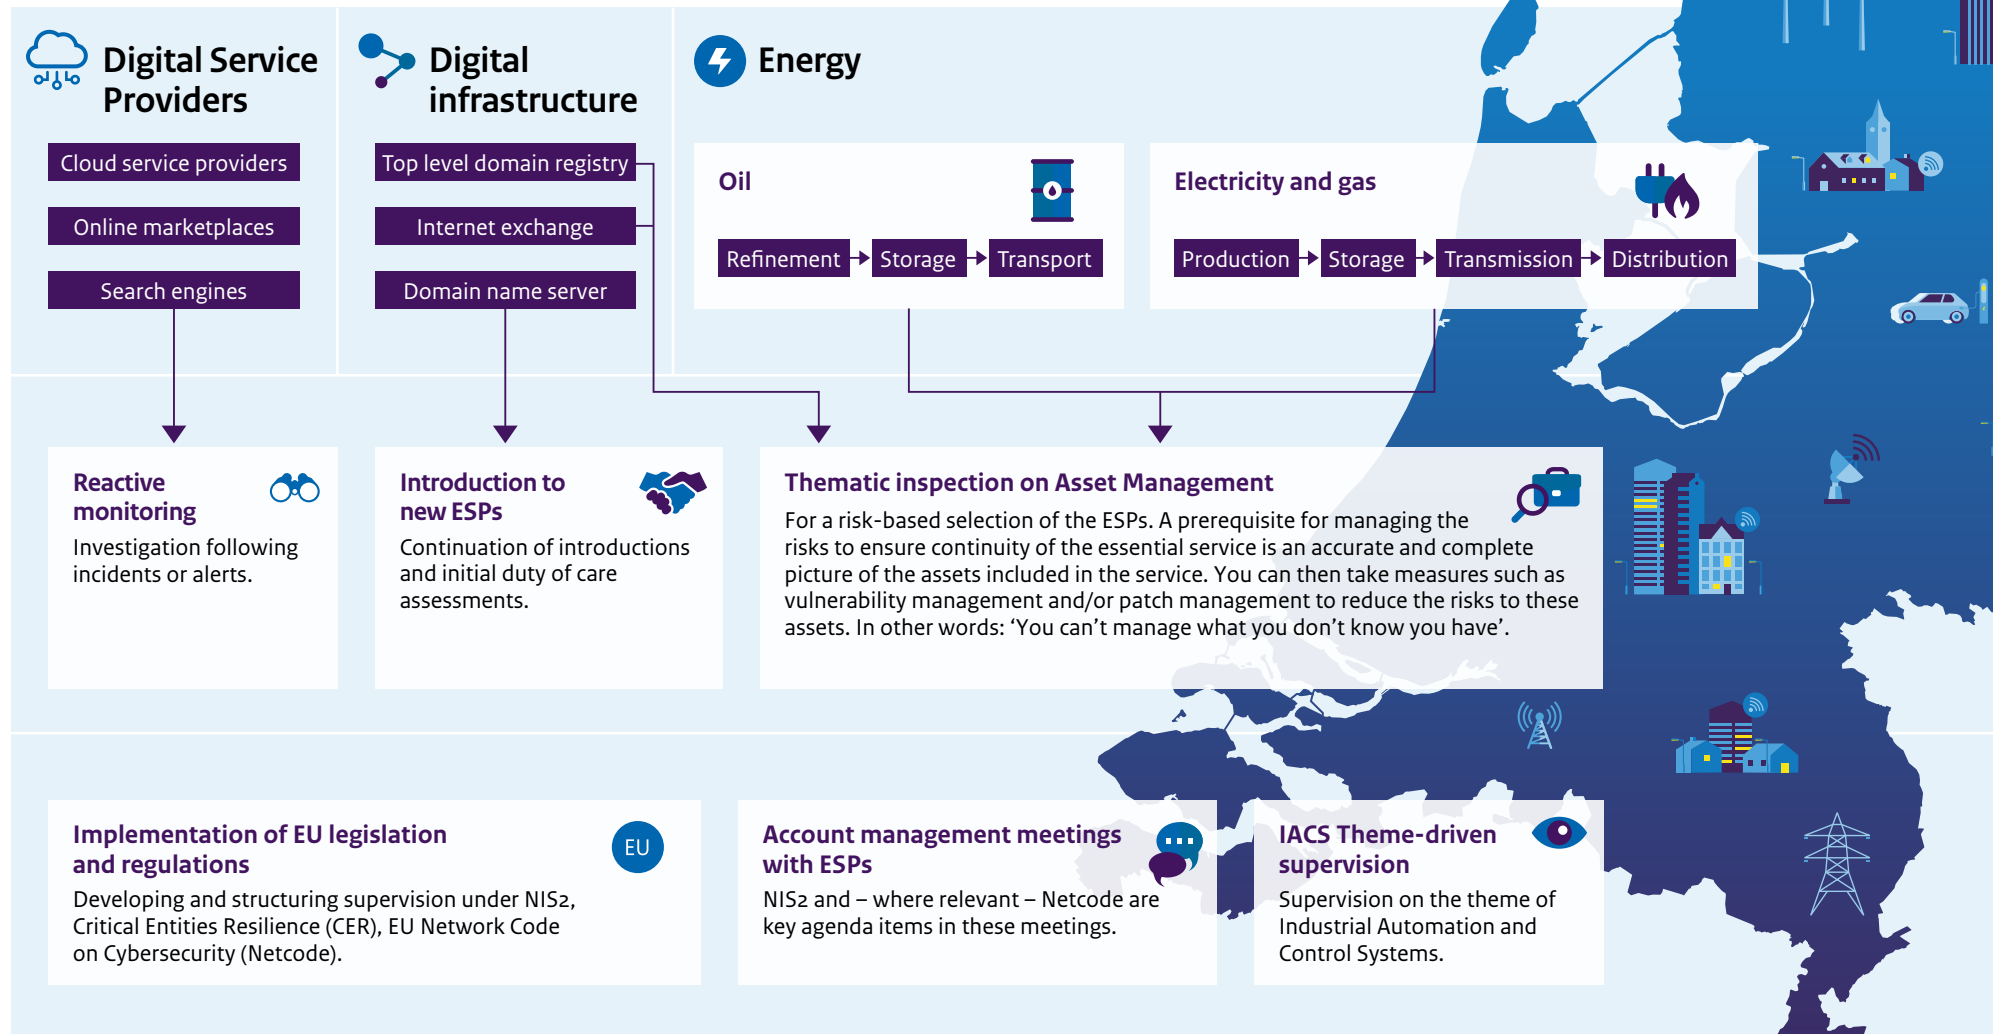 Digital Service
Providers
Cloud service providers
Online marketplaces
Search engines
Digital
infrastructure
Top level domain registry
Internet exchange
Domain name server
Energy
Oil
Refinement
Storage
Transport
Electricity and gas
Production
Storage
Transmission
Distribution
Reactive
monitoring
Investigation following
incidents or alerts.
Introduction to
new ESPs
Continuation of introductions
and initial duty of care
assessments.
Thematic inspection on Asset Management
For a risk-based selection of the ESPs. A prerequisite for managing the
risks to ensure continuity of the essential service is an accurate and complete
picture of the assets included in the service. You can then take measures such as
vulnerability management and/or patch management to reduce the risks to these
assets. In other words: ‘You can’t manage what you don’t know you have’.
Implementation of EU legislation
and regulations
EU
Developing and structuring supervision under NIS2,
Critical Entities Resilience (CER), EU Network Code
on Cybersecurity (Netcode).
Account management meetings
with ESPs
NIS2 and – where relevant – Netcode are
key agenda items in these meetings.
IACS Theme-driven
supervision
Supervision on the theme of
Industrial Automation and
Control Systems.